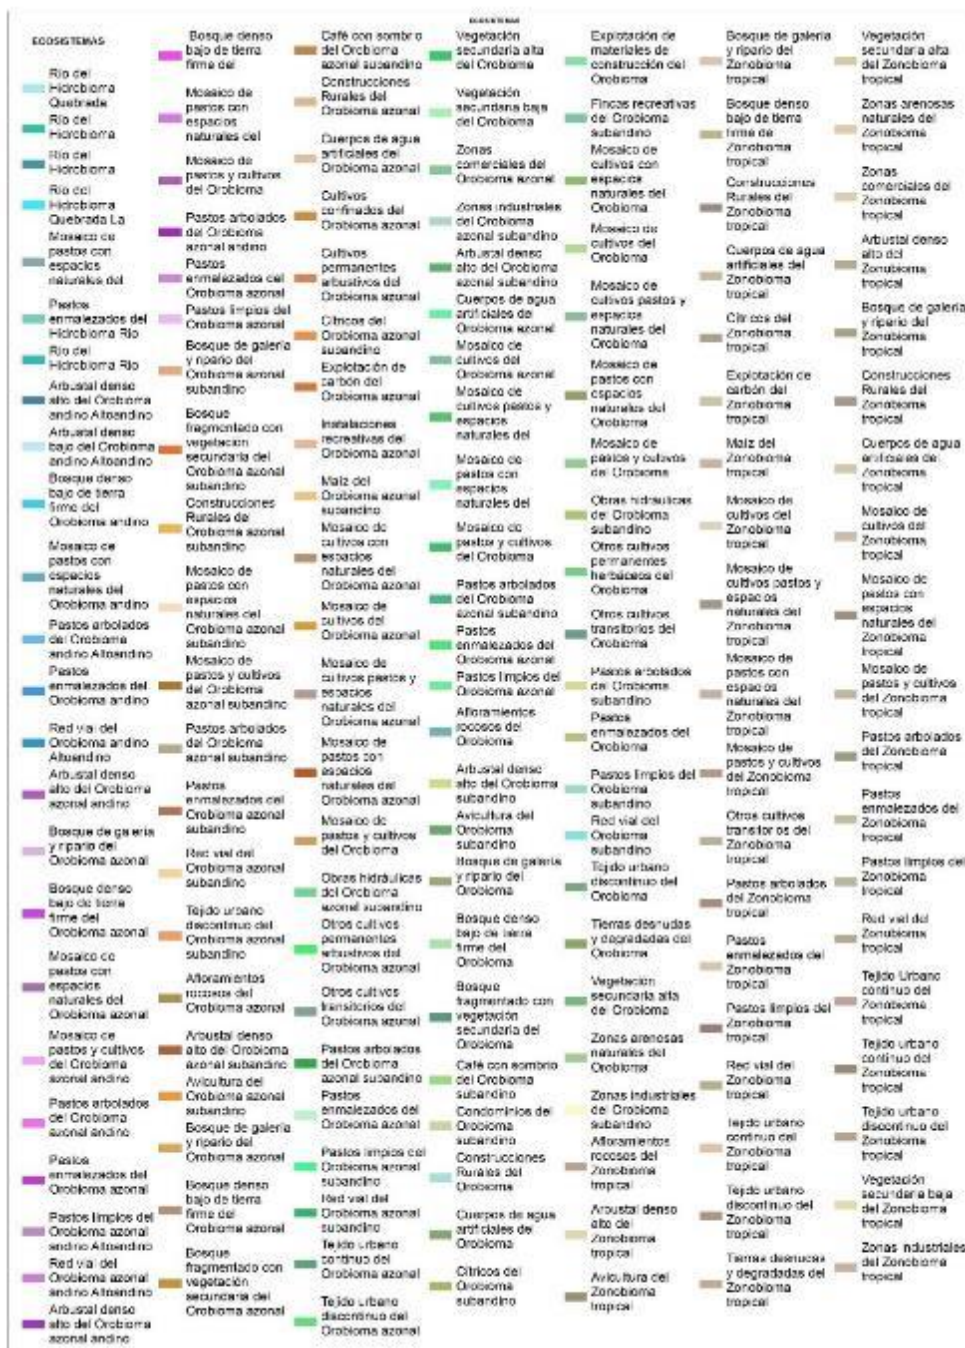 ECOSISTEMAS
ECOSISTEMAS
Rio del
Hidrobioma
Quebrada
Rio del
Hidrobioma
Rio del
Hidrobioma
Rio del
Hidrobioma
Quebrada La
Mosaico de
pastos con
espacios
naturales del
Pastos
enmalezados del
Hidrobioma Rio
Rio del
Hidrobioma Rio
Arbustal denso
alto del Orobioma
andino Altoandino
Arbustal denso
bajo del Orobioma
andino Altoandino
Bosque denso
bajo de tierra
firme del
Orobioma andino
Mosaico de
pastos con
espacios
naturales del
Orobioma andino
Pastos arbolados
del Orobioma
andino Altoandino
Pastos
enmalezados del
Orobioma andino
Red vial del
Orobioma andino
Altoandino
Arbustal denso
alto del Orobioma
azonal andino
Bosque de galeria
y ripario del
Orobioma azonal
Bosque denso
bajo de tierra
firme del
Orobioma azonal
Mosaico de
pastos con
espacios
naturales del
Orobioma azonal
Mosaico de
pastos y cultivos
del Orobioma
azonal andino
Pastos arbolados
del Orobioma
azonal andino
Pastos
enmalezados del
Orobioma azonal
Pastos limpios del
Orobioma azonal
andino Altoandino
Red vial del
Orobioma azonal
andino Altoandino
Arbustal denso
alto del Orobioma
azonal andino
Bosque denso
bajo de tierra
firme del
Mosaico de
pastos con
espacios
naturales del
Mosaico de
pastos y cultivos
del Orobioma
Pastos arbolados
del Orobioma
azonal andino
Pastos
enmalezados del
Orobioma azonal
Pastos limpios del
Orobioma azonal
Bosque de galeria
y ripario del
Orobioma azonal
subandino
Bosque
fragmentado con
vegetacion
secundaria del
Orobioma azonal
subandino
Construcciones
Rurales de
Orobioma azonal
subandino
Mosaico de
pastos con
espacios
naturales del
Orobioma azonal
subandino
Mosaico de
pastos y cultivos
del Orobioma
azonal subandino
Pastos arbolados
del Orobioma
azonal subandino
Pastos
enmalezados del
Orobioma azonal
subandino
Red vial del
Orobioma azonal
subandino
Tejido urbano
discontinuo del
Orobioma azonal
subandino
Afloramientos
rocosos del
Orobioma azonal
Arbustal denso
alto del Orobioma
azonal subandino
Avicultura del
Orobioma azonal
subandino
Bosque de galeria
y ripario del
Orobioma azonal
Bosque denso
bajo de tierra
firme del
Orobioma azonal
Bosque
fragmentado con
vegetación
secundaria del
Orobioma azonal
Café con sombrio
del Orobioma
azonal subandino
Construcciones
Rurales del
Orobioma azonal
Cuerpos de agua
artificiales del
Orobioma azonal
Cultivos
confinados del
Orobioma azonal
Cultivos
permanentes
arbustivos del
Orobioma azonal
Citricos del
Orobioma azonal
subandino
Explotación de
carbón del
Orobioma azonal
Instalaciones
recreativas del
Orobioma azonal
Maíz del
Orobioma azonal
subandino
Mosaico de
cultivos con
espacios
naturales del
Orobioma azonal
Mosaico de
cultivos del
Orobioma azonal
Mosaico de
cultivos pastos y
espacios
naturales del
Orobioma azonal
Mosaico de
pastos con
espacios
naturales del
Orobioma azonal
Mosaico de
pastos y cultivos
del Orobioma
Obras hidráulicas
del Orobioma
azonal subandino
Otros cultivos
permanentes
arbustivos del
Orobioma azonal
Otros cultivos
transitorios del
Orobioma azonal
Pastos arbolados
del Orobioma
azonal subandino
Pastos
enmalezados del
Orobioma azonal
Pastos limpios del
Orobioma azonal
subandino
Red vial del
Orobioma azonal
subandino
Tejido urbano
continuo del
Orobioma azonal
Tejido urbano
discontinuo del
Orobioma azonal
Vegetación
secundaria alta
del Orobioma
Vegetación
secundaria baja
del Orobioma
Zonas
comerciales del
Orobioma azonal
Zonas industriales
del Orobioma
azonal subandino
Arbustal denso
alto del Orobioma
azonal subandino
Cuerpos de agua
artificiales de
Orobioma azonal
Mosaico de
cultivos del
Orobioma azonal
Mosaico de
cultivos pastos y
espacios
naturales del
Mosaico de
pastos con
espacios
naturales del
Mosaico de
pastos y cultivos
del Orobioma
Pastos arbolados
del Orobioma
azonal subandino
Pastos
enmalezados del
Orobioma azonal
Pastos limpios del
Orobioma azonal
Afloramientos
rocosos del
Orobioma
Arbustal denso
alto del Orobioma
subandino
Avicultura del
Orobioma
subandino
Bosque de galería
y ripario del
Orobioma
Bosque denso
bajo de tierra
firme del
Orobioma
Bosque
fragmentado con
vegetación
secundaria del
Orobioma
Café con sombrio
del Orobioma
subandino
Condominios del
Orobioma
subandino
Construcciones
Rurales del
Orobioma
Cuerpos de agua
artificiales del
Orobioma
Cítricos del
Orobioma
subandino
Explotación de
materiales de
construcción del
Orobioma
Fincas recreativas
del Orobioma
subandino
Mosaico de
cultivos con
espacios
naturales del
Orobioma
Mosaico de
cultivos del
Orobioma
Mosaico de
cultivos pastos y
espacios
naturales del
Orobioma
Mosaico de
pastos con
espacios
naturales del
Orobioma
Mosaico de
pastos y cultivos
del Orobioma
Obras hidráulicas
del Orobioma
subandino
Otros cultivos
permanentes
herbáceos del
Orobioma
Otros cultivos
transitorios del
Orobioma
Pastos arbolados
del Orobioma
subandino
Pastos
enmalezados del
Orobioma
Pastos limpios del
Orobioma
subandino
Red vial del
Orobioma
subandino
Tejido urbano
discontinuo del
Orobioma
Tierras desnudas
y degradadas del
Orobioma
Vegetación
secundaria alta
del Orobioma
Zonas arenosas
naturales del
Orobioma
Zonas industriales
del Orobioma
subandino
Afloramientos
rocosos del
Zonobioma
tropical
Arbustal denso
alto del
Zonobioma
tropical
Avicultura del
Zonobioma
tropical
Bosque de galería
y ripario del
Zonobioma
tropical
Bosque denso
bajo de tierra
firme de
Zonobioma
tropical
Construcciones
Rurales del
Zonobioma
tropical
Cuerpos de agua
artificiales del
Zonobioma
tropical
Citricos del
Zonobioma
tropical
Explotación de
carbón del
Zonobioma
tropical
Maíz del
Zonobioma
tropical
Mosaico de
cultivos del
Zonobioma
tropical
Mosaico de
cultivos pastos y
espacios
naturales del
Zonobioma
tropical
Mosaico de
pastos con
espacios
naturales del
Zonobioma
tropical
Mosaico de
pastos y cultivos
del Zonobioma
tropical
Otros cultivos
transitorios del
Zonobioma
tropical
Pastos arbolados
del Zonobioma
tropical
Pastos
enmalezados del
Zonobioma
tropical
Pastos limpios del
Zonobioma
tropical
Red vial del
Zonobioma
tropical
Tejido urbano
continuo del
Zonobioma
tropical
Tejido urbano
discontinuo del
Zonobioma
tropical
Tierras desnudas
y degradadas del
Zonobioma
tropical
Vegetación
secundaria alta
del Zonobioma
tropical
Zonas arenosas
naturales del
Zonobioma
tropical
Zonas
comerciales del
Zonobioma
tropical
Arbustal denso
alto del
Zonobioma
tropical
Bosque de galería
y ripario del
Zonobioma
tropical
Construcciones
Rurales del
Zonobioma
tropical
Cuerpos de agua
artificiales de
Zonobioma
tropical
Mosaico de
cultivos del
Zonobioma
tropical
Mosaico de
pastos con
espacios
naturales del
Zonobioma
tropical
Mosaico de
pastos y cultivos
del Zonobioma
tropical
Pastos arbolados
del Zonobioma
tropical
Pastos
enmalezados del
Zonobioma
tropical
Pastos limpios del
Zonobioma
tropical
Red vial del
Zonobioma
tropical
Tejido Urbano
continuo del
Zonobioma
tropical
Tejido urbano
continuo del
Zonobioma
tropical
Tejido urbano
discontinuo del
Zonobioma
tropical
Vegetación
secundaria baja
del Zonobioma
tropical
Zonas industriales
del Zonobioma
tropical